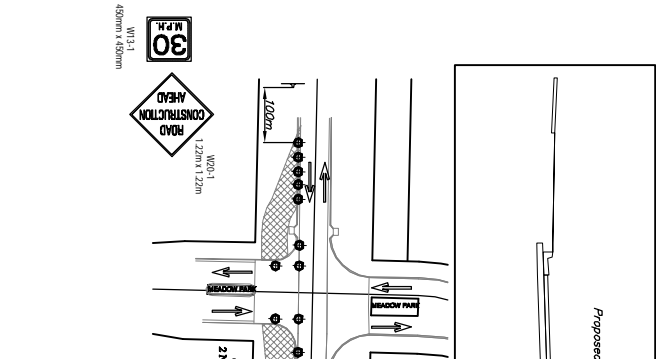 30
M.P.H.
W13-1
450mm x 450mm
ROAD
CONSTRUCTION
AHEAD
W20-1
1.22m x 1.22m
100m
MEADOW PARK
MEADOW PARK
Proposed